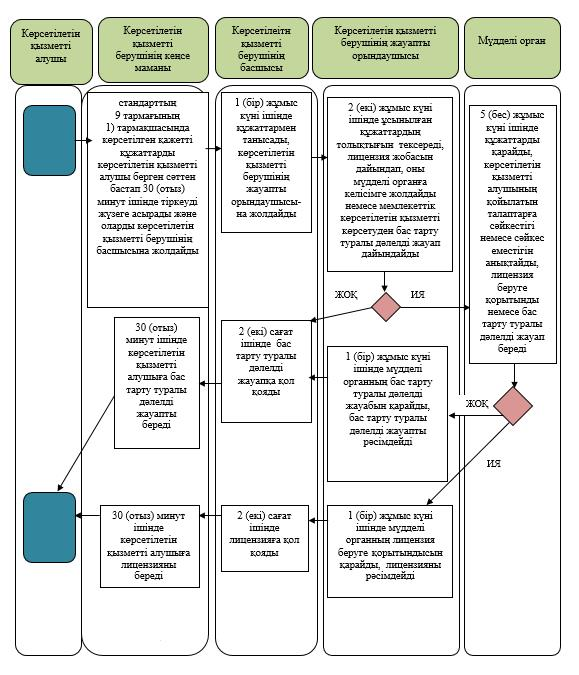 Көрсетілетін
қызметті
алушы
Көрсетілетін
қызметті
берушінің кеңсе
маманы
Көрсетілеітн
қызметті
берушінің
басшысы
Көрсетілетін қызметті
берушінің жауапты
орындаушысы
Мүдделі орган
стандарттың
9 тармағының
1) тармақшасында
көрсетілген қажетті
құжаттарды
көрсетілетін қызметті
алушы берген сәттен
бастап 30 (отыз)
минут ішінде тіркеуді
жүзеге асырады және
оларды көрсетілетін
қызметті берушінің
басшысына жолдайды
1 (бір) жұмыс
күні ішінде
құжаттармен
танысады,
көрсетілетін
қызметті
берушінің
жауапты
орындаушысы-
на жолдайды
2 (екі) жұмыс күні
ішінде ұсынылған
құжаттардың
толықтығын тексереді,
лицензия жобасын
дайындап, оны
мүдделі органға
келісімге жолдайды
немесе мемлекеттік
көрсетілетін қызметті
көрсетуден бас тарту
туралы дәлелді жауап
дайындайды
5 (бес) жұмыс
күні ішінде
құжаттарды
қарайды,
көрсетілетін
қызметті
алушының
қойылатын
талаптарға
сәйкестігі
немесе сәйкес
еместігін
анықтайды,
лицензия
беруге
қорытынды
немесе бас
тарту туралы
дәлелді жауап
береді
ЖОҚ
ИЯ
30 (отыз)
минут ішінде
көрсетілетін
қызметті
алушыға бас
тарту туралы
дәлелді
жауапты
береді
2 (екі) сағат
ішінде бас
тарту туралы
дәлелді
жауапқа қол
қояды
1 (бір) жұмыс күні
ішінде мүдделі
органның бас тарту
туралы дәлелді
жауабын қарайды,
бас тарту туралы
дәлелді жауапты
рәсімдейді
ЖОҚ
ИЯ
30 (отыз) минут
ішінде
көрсетілетін
қызметті алушыға
лицензияны
береді
2 (екі) сағат
ішінде
лицензияға қол
қояды
1 (бір) жұмыс күні
ішінде мүдделі
органның лицензия
беруге қорытындысын
қарайды, лицензияны
рәсімдейді